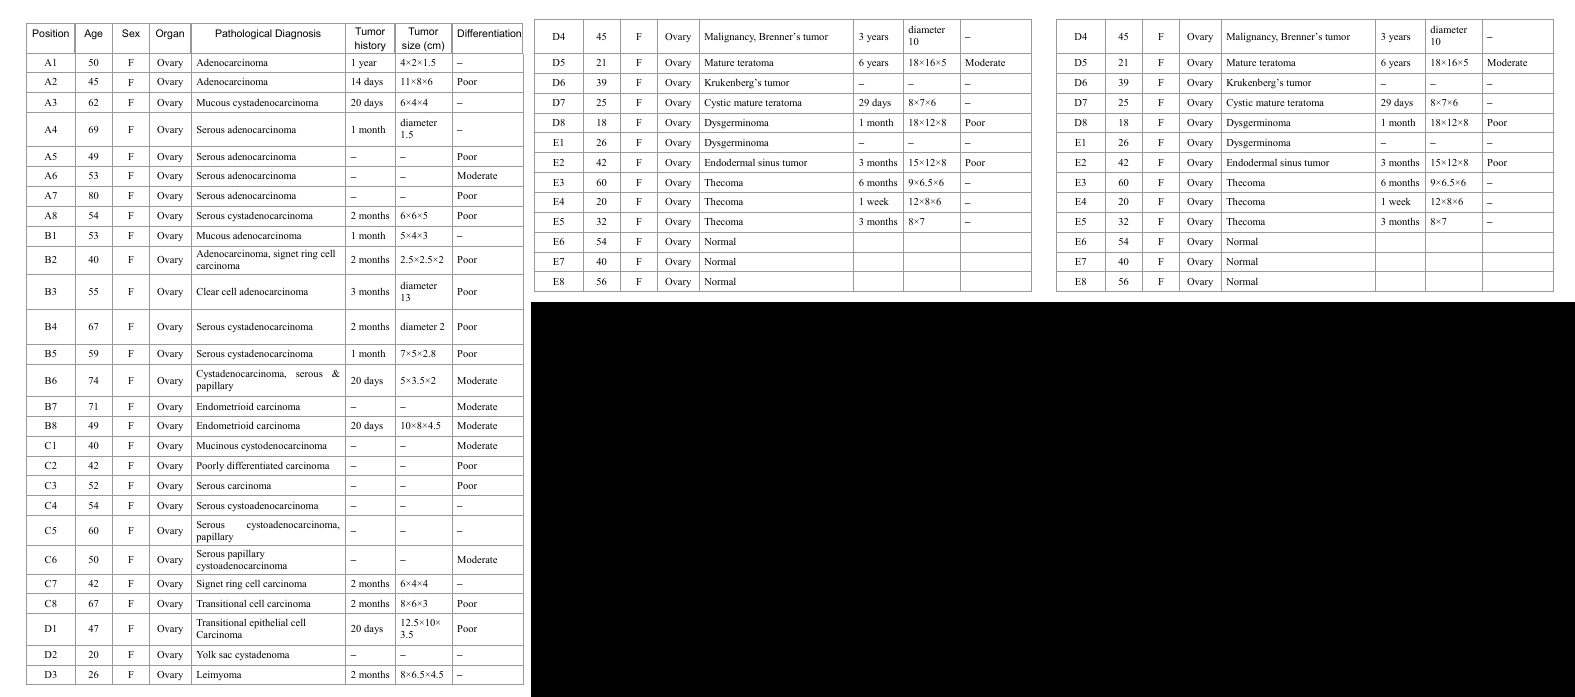 Position Age Sex Organ Pathological Diagnosis Tumor history Tumor size (cm) Differentiation
A1 50 F Ovary Adenocarcinoma 1 year 4×2×1.5 –
A2 45 F Ovary Adenocarcinoma 14 days 11×8×6 Poor
A3 62 F Ovary Mucous cystadenocarcinoma 20 days 6×4×4 –
A4 69 F Ovary Serous adenocarcinoma 1 month diameter 1.5 –
A5 49 F Ovary Serous adenocarcinoma – – Poor
A6 53 F Ovary Serous adenocarcinoma – – Moderate
A7 80 F Ovary Serous adenocarcinoma – – Poor
A8 54 F Ovary Serous cystadenocarcinoma 2 months 6×6×5 Poor
B1 53 F Ovary Mucous adenocarcinoma 1 month 5×4×3 –
B2 40 F Ovary Adenocarcinoma, signet ring cell carcinoma 2 months 2.5×2.5×2 Poor
B3 55 F Ovary Clear cell adenocarcinoma 3 months diameter 13 Poor
B4 67 F Ovary Serous cystadenocarcinoma 2 months diameter 2 Poor
B5 59 F Ovary Serous cystadenocarcinoma 1 month 7×5×2.8 Poor
B6 74 F Ovary Cystadenocarcinoma, serous & papillary 20 days 5×3.5×2 Moderate
B7 71 F Ovary Endometrioid carcinoma – – Moderate
B8 49 F Ovary Endometrioid carcinoma 20 days 10×8×4.5 Moderate
C1 40 F Ovary Mucinous cystodenocarcinoma – – Moderate
C2 42 F Ovary Poorly differentiated carcinoma – – Poor
C3 52 F Ovary Serous carcinoma – – Poor
C4 54 F Ovary Serous cystoadenocarcinoma – – –
C5 60 F Ovary Serous cystoadenocarcinoma, papillary – – –
C6 50 F Ovary Serous papillary cystoadenocarcinoma – – Moderate
C7 42 F Ovary Signet ring cell carcinoma 2 months 6×4×4 –
C8 67 F Ovary Transitional cell carcinoma 2 months 8×6×3 Poor
D1 47 F Ovary Transitional epithelial cell Carcinoma 20 days 12.5×10×3.5 Poor
D2 20 F Ovary Yolk sac cystadenoma – – –
D3 26 F Ovary Leimyoma 2 months 8×6.5×4.5 –
D4 45 F Ovary Malignancy, Brenner's tumor 3 years diameter 10 –
D5 21 F Ovary Mature teratoma 6 years 18×16×5 Moderate
D6 39 F Ovary Krukenberg's tumor – – –
D7 25 F Ovary Cystic mature teratoma 29 days 8×7×6 –
D8 18 F Ovary Dysgerminoma 1 month 18×12×8 Poor
E1 26 F Ovary Dysgerminoma – – –
E2 42 F Ovary Endodermal sinus tumor 3 months 15×12×8 Poor
E3 60 F Ovary Thecoma 6 months 9×6.5×6 –
E4 20 F Ovary Thecoma 1 week 12×8×6 –
E5 32 F Ovary Thecoma 3 months 8×7 –
E6 54 F Ovary Normal
E7 40 F Ovary Normal
E8 56 F Ovary Normal
D4 45 F Ovary Malignancy, Brenner's tumor 3 years diameter 10 –
D5 21 F Ovary Mature teratoma 6 years 18×16×5 Moderate
D6 39 F Ovary Krukenberg's tumor – – –
D7 25 F Ovary Cystic mature teratoma 29 days 8×7×6 –
D8 18 F Ovary Dysgerminoma 1 month 18×12×8 Poor
E1 26 F Ovary Dysgerminoma – – –
E2 42 F Ovary Endodermal sinus tumor 3 months 15×12×8 Poor
E3 60 F Ovary Thecoma 6 months 9×6.5×6 –
E4 20 F Ovary Thecoma 1 week 12×8×6 –
E5 32 F Ovary Thecoma 3 months 8×7 –
E6 54 F Ovary Normal
E7 40 F Ovary Normal
E8 56 F Ovary Normal